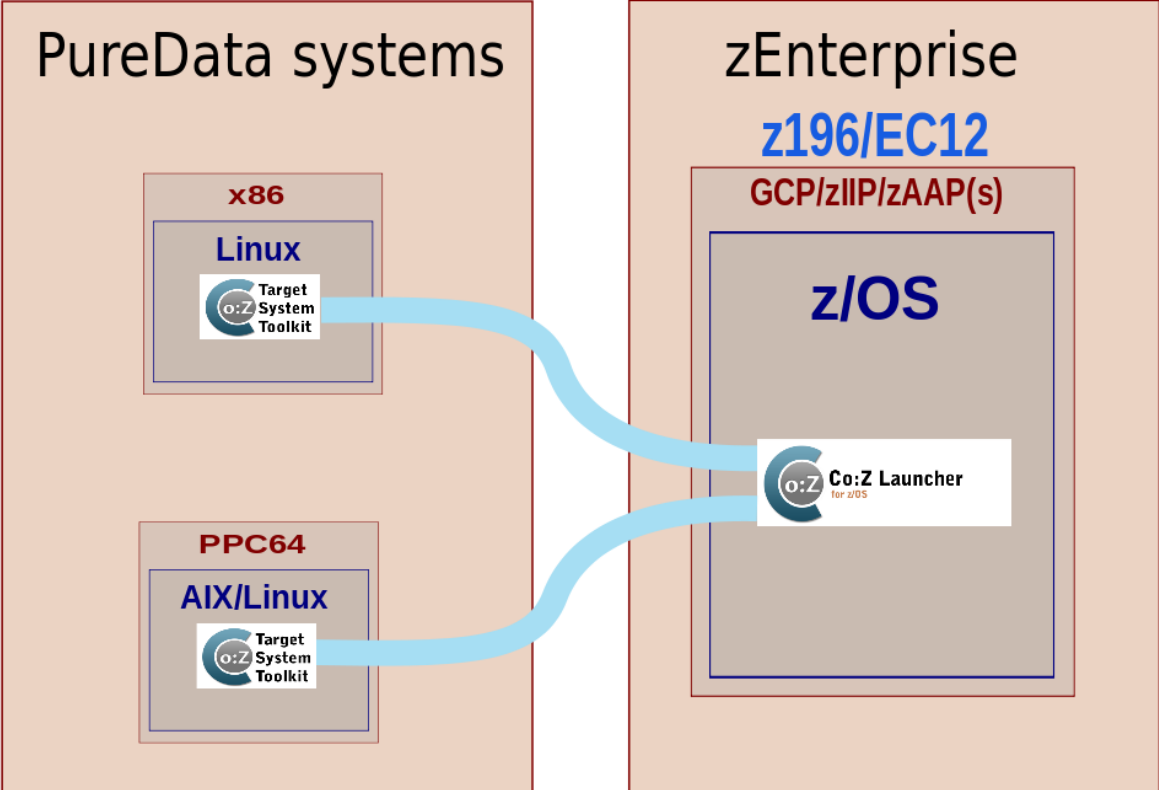 PureData systems
x86
Linux
o:Z
Target
System
Toolkit
PPC64
AIX/Linux
o:Z
Target
System
Toolkit
zEnterprise
z196/EC12
GCP/zIIP/zAAP(s)
z/OS
o:Z
Co:Z Launcher
for z/OS